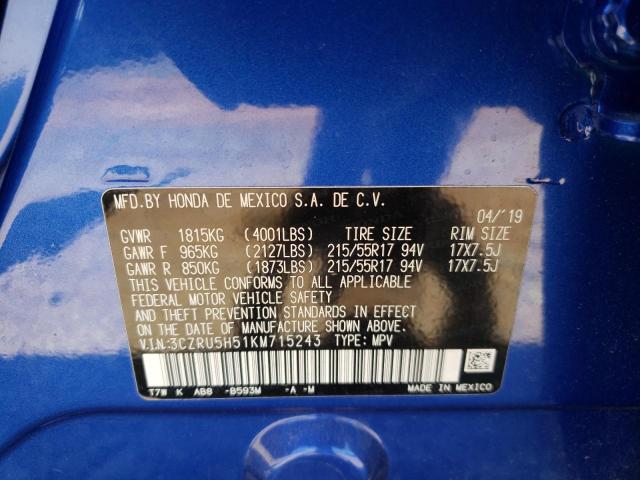 MFD.BY HONDA DE MEXICO S.A. DE C.V.
04/'19
GVWR 1815KG (4001LBS) TIRE SIZE RIM SIZE
GAWR F 965KG (2127LBS) 215/55R17 94V 17X7.5J
GAWR R 850KG (1873LBS) 215/55R17 94V 17X7.5J
THIS VEHICLE CONFORMS TO ALL APPLICABLE
FEDERAL MOTOR VEHICLE SAFETY
AND THEFT PREVENTION STANDARDS IN EFFECT
ON THE DATE OF MANUFACTURE SHOWN ABOVE.
V.I.N:3CZRU5H51KM715243 TYPE: MPV
T7W K AB8 -B593M -A -M
MADE IN MEXICO